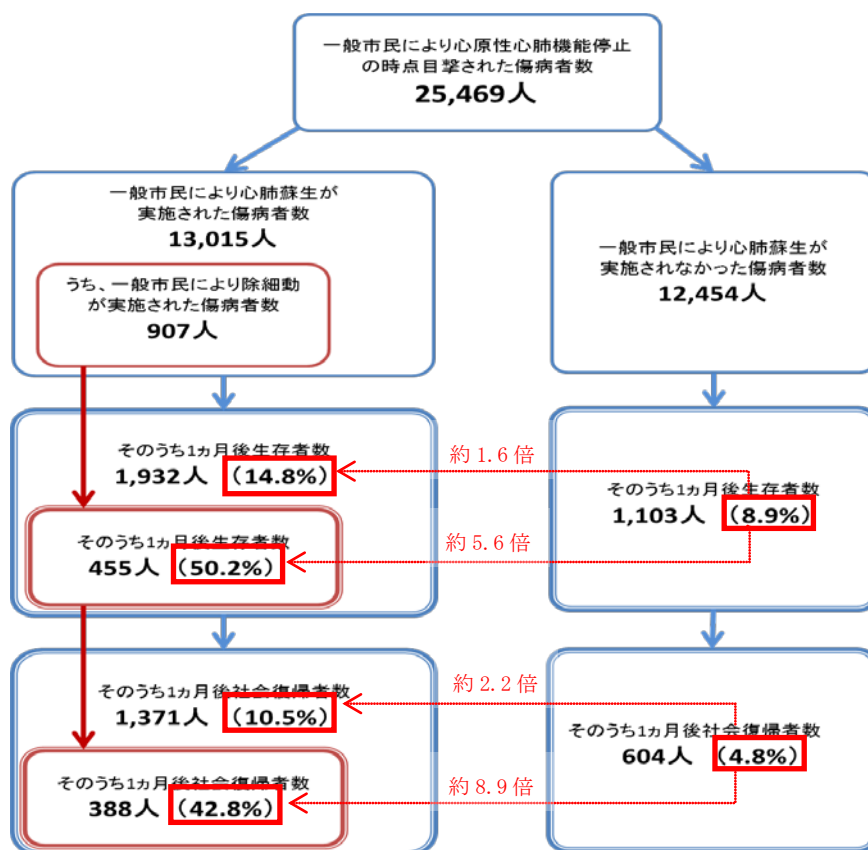 一般市民により心原性心肺機能停止
の時点目撃された傷病者数
25,469人
一般市民により心肺蘇生が
実施された傷病者数
13,015人
うち、一般市民により除細動
が実施された傷病者数
907人
一般市民により心肺蘇生が
実施されなかった傷病者数
12,454人
そのうち1ヵ月後生存者数
1,932人 (14.8%)
約1.6倍
そのうち1ヵ月後生存者数
1,103人 (8.9%)
そのうち1ヵ月後生存者数
455人 (50.2%)
約5.6倍
そのうち1ヵ月後社会復帰者数
1,371人 (10.5%)
約2.2倍
そのうち1ヵ月後社会復帰者数
604人 (4.8%)
そのうち1ヵ月後社会復帰者数
388人 (42.8%)
約8.9倍